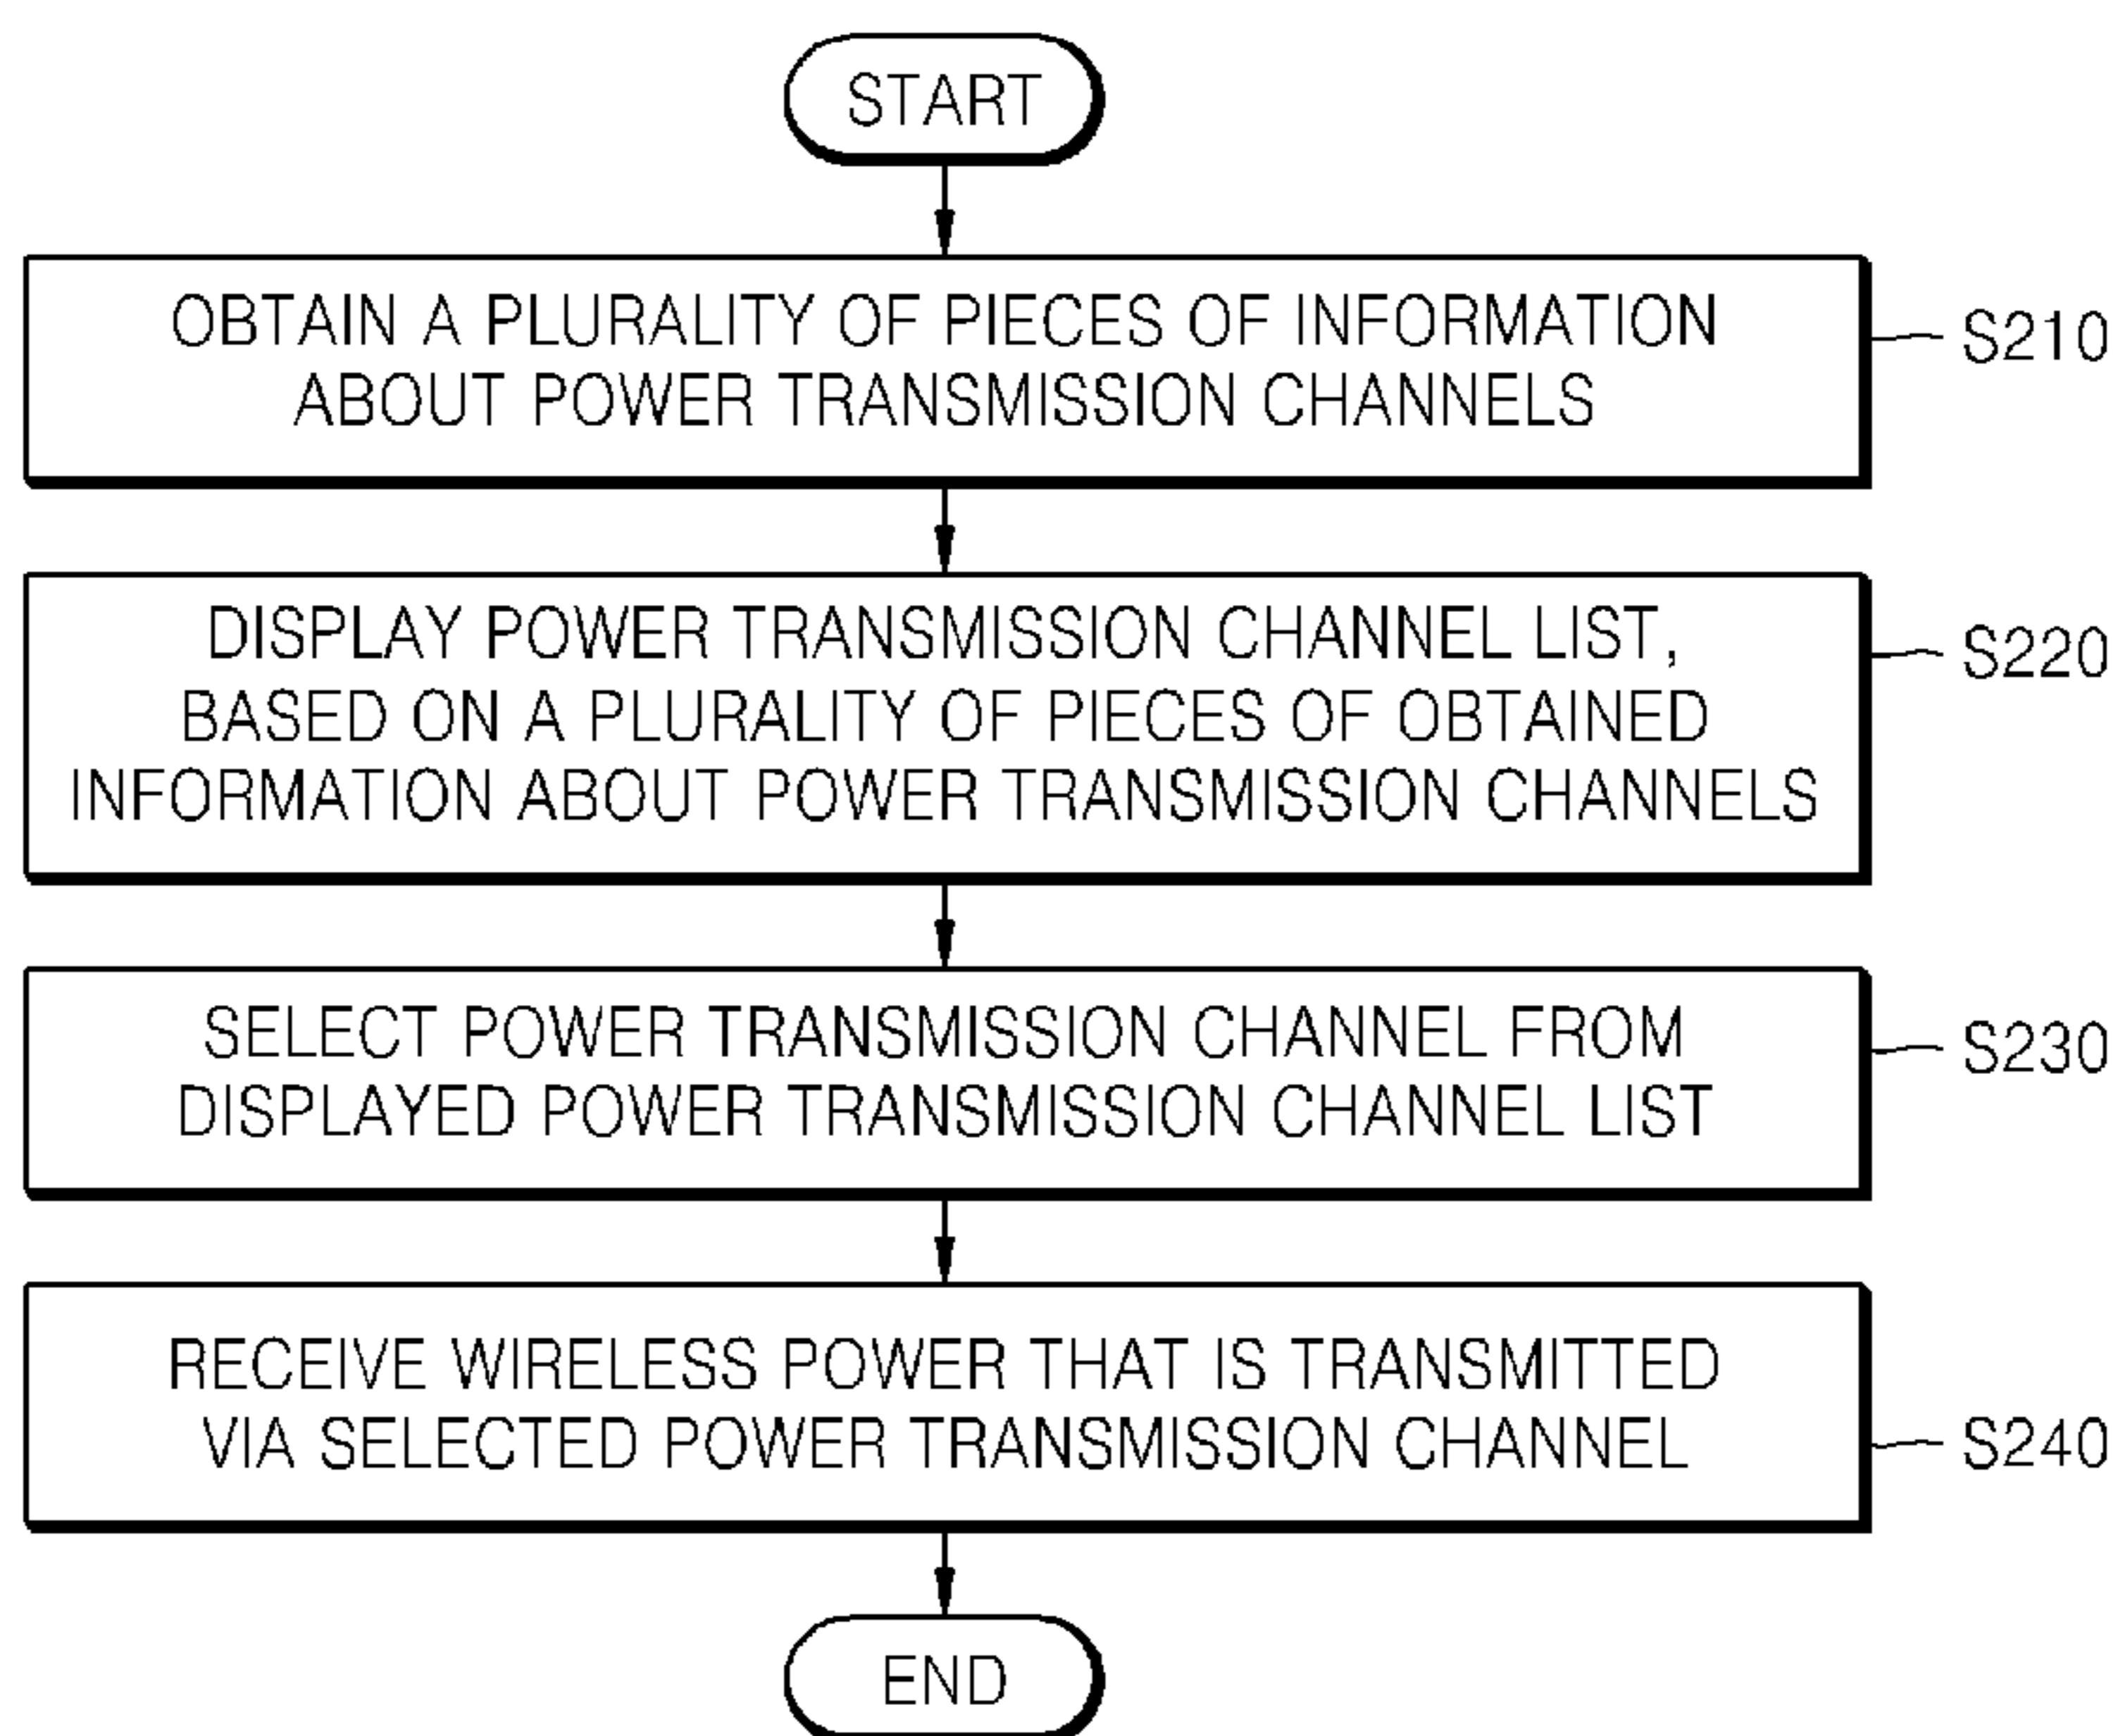 START
OBTAIN A PLURALITY OF PIECES OF INFORMATION
ABOUT POWER TRANSMISSION CHANNELS
S210
DISPLAY POWER TRANSMISSION CHANNEL LIST,
BASED ON A PLURALITY OF PIECES OF OBTAINED
INFORMATION ABOUT POWER TRANSMISSION CHANNELS
S220
SELECT POWER TRANSMISSION CHANNEL FROM
DISPLAYED POWER TRANSMISSION CHANNEL LIST
S230
RECEIVE WIRELESS POWER THAT IS TRANSMITTED
VIA SELECTED POWER TRANSMISSION CHANNEL
S240
END